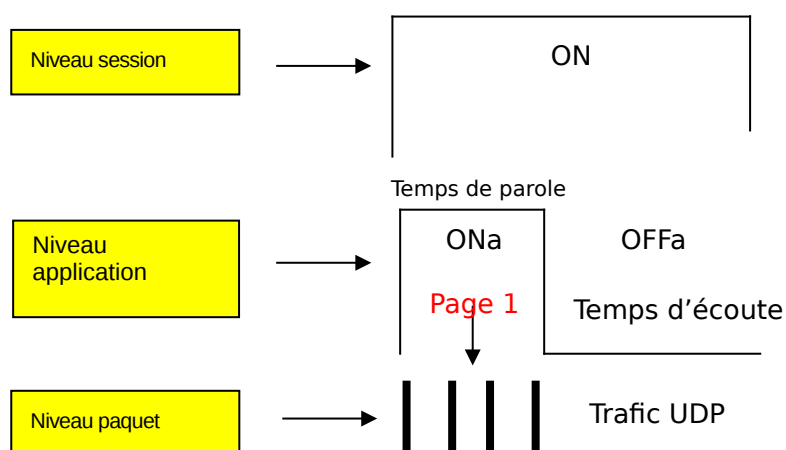 Niveau session
ON
Temps de parole
Niveau
application
ONa
OFFa
Page 1
Temps d’écoute
Niveau paquet
Trafic UDP